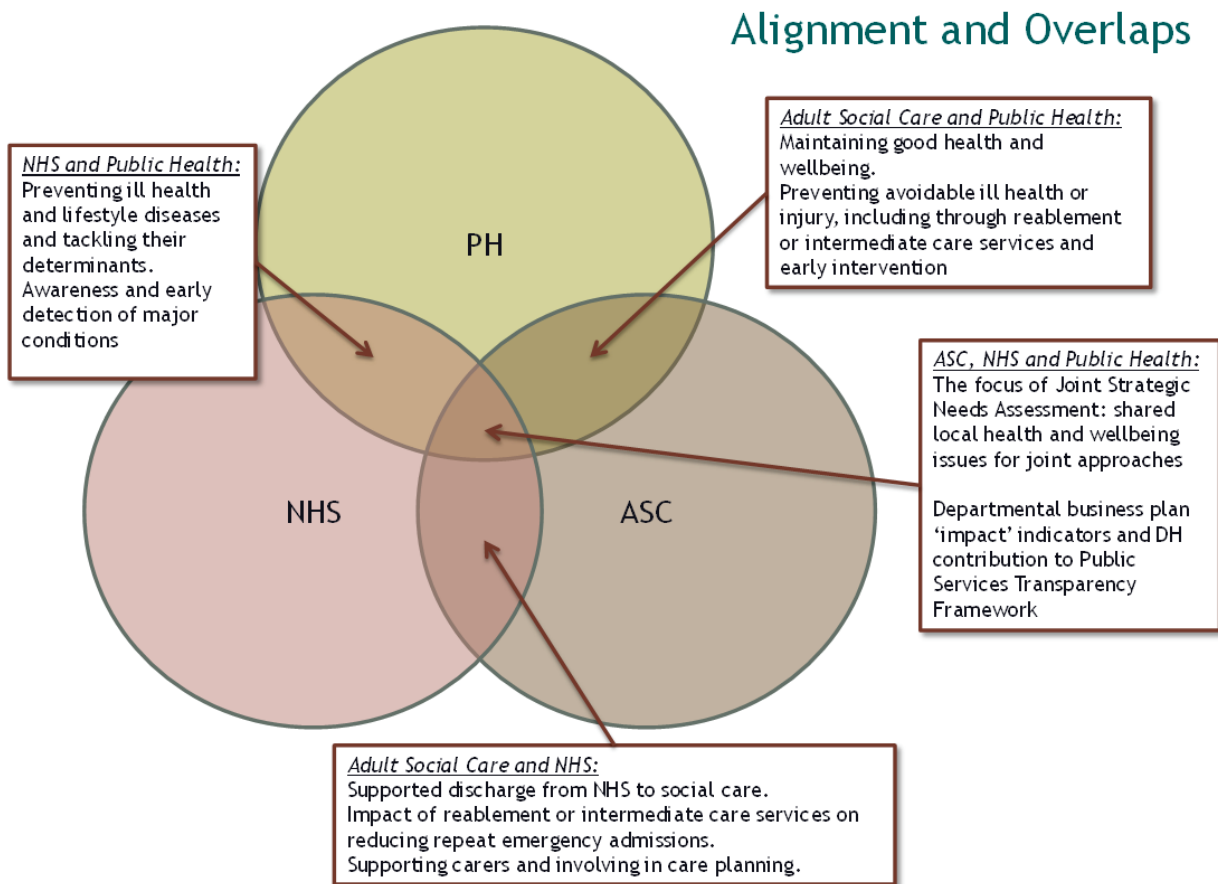 Alignment and Overlaps
Adult Social Care and Public Health:
Maintaining good health and
wellbeing.
Preventing avoidable ill health or
injury, including through reablement
or intermediate care services and
early intervention
NHS and Public Health:
Preventing ill health
and lifestyle diseases
and tackling their
determinants.
Awareness and early
detection of major
conditions
PH
ASC, NHS and Public Health:
The focus of Joint Strategic
Needs Assessment: shared
local health and wellbeing
issues for joint approaches
Departmental business plan
‘impact’ indicators and DH
contribution to Public
Services Transparency
Framework
NHS
ASC
Adult Social Care and NHS:
Supported discharge from NHS to social care.
Impact of reablement or intermediate care services on
reducing repeat emergency admissions.
Supporting carers and involving in care planning.